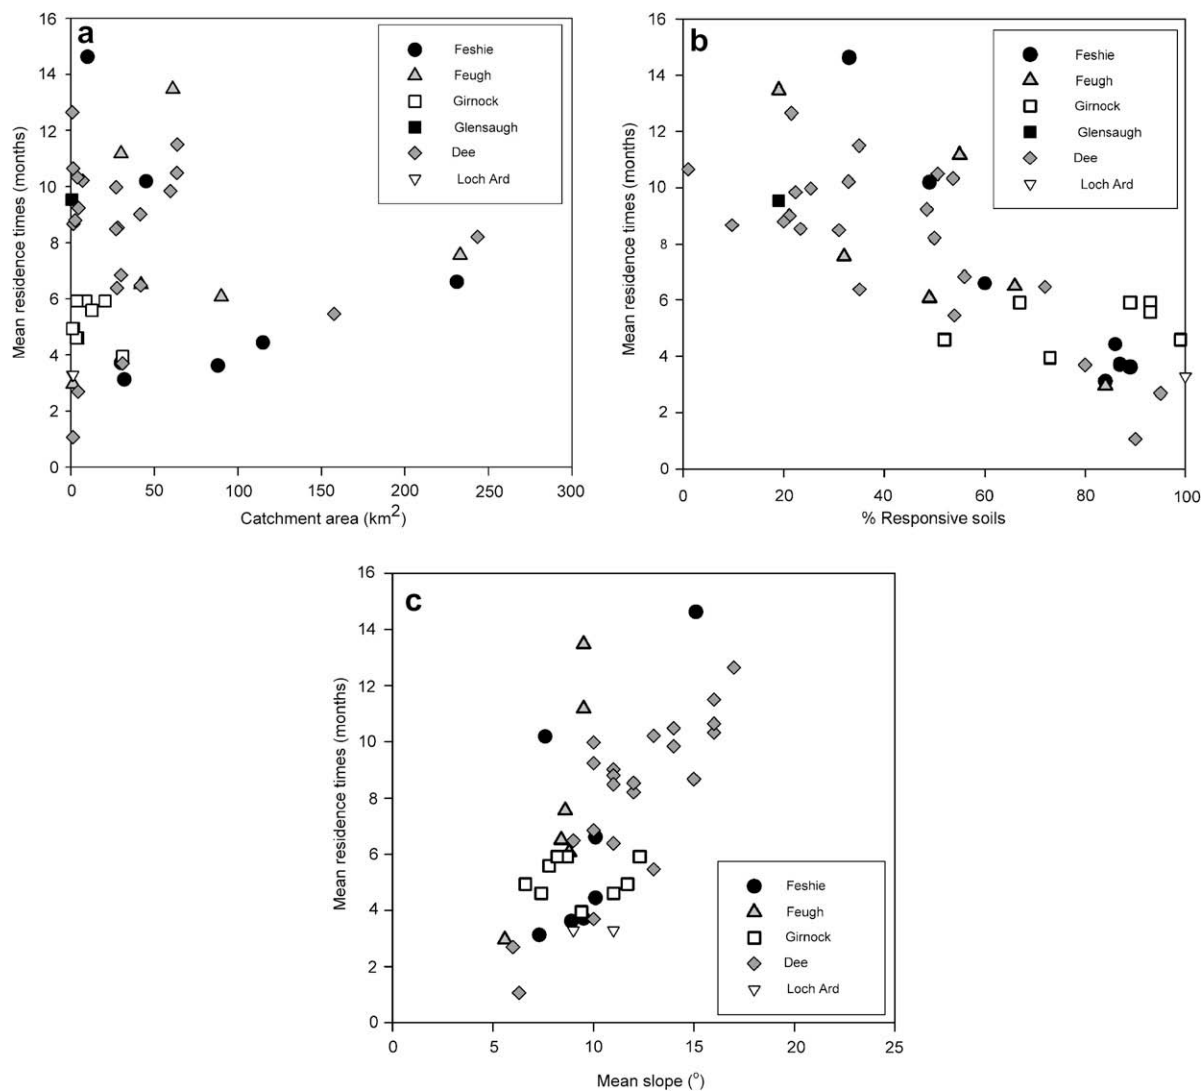 a
16
14
12
10
8
6
4
2
0
Mean residence times (months)
0 50 100 150 200 250 300
Catchment area (km²)
Feshie
Feugh
Girnock
Glensaugh
Dee
Loch Ard
b
16
14
12
10
8
6
4
2
0
Mean residence times (months)
0 20 40 60 80 100
% Responsive soils
Feshie
Feugh
Girnock
Glensaugh
Dee
Loch Ard
c
16
14
12
10
8
6
4
2
0
Mean residence times (months)
0 5 10 15 20 25
Mean slope (°)
Feshie
Feugh
Girnock
Dee
Loch Ard